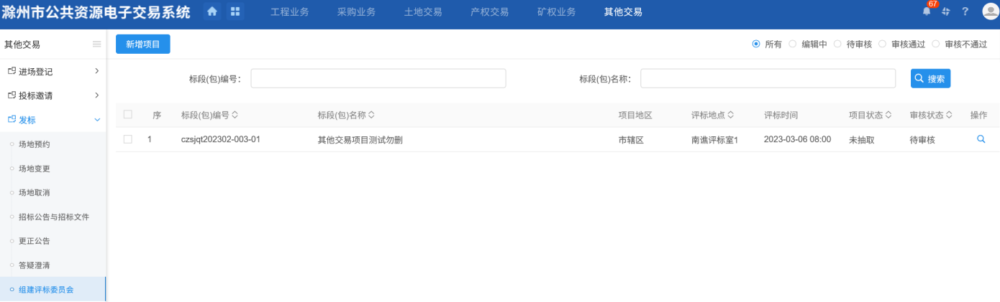 滁州市公共资源电子交易系统 工程业务 采购业务 土地交易 产权交易 矿权业务 其他交易 67 ?
其他交易 新增项目 所有 编辑中 待审核 审核通过 审核不通过
进场登记 标段(包)编号: 标段(包)名称: 搜索
投标邀请
发标 序 标段(包)编号 标段(包)名称 项目地区 评标地点 评标时间 项目状态 审核状态 操作
场地预约 1 czsjqt202302-003-01 其他交易项目测试勿删 市辖区 南谯评标室1 2023-03-06 08:00 未抽取 待审核
场地变更
场地取消
招标公告与招标文件
更正公告
答疑澄清
组建评标委员会